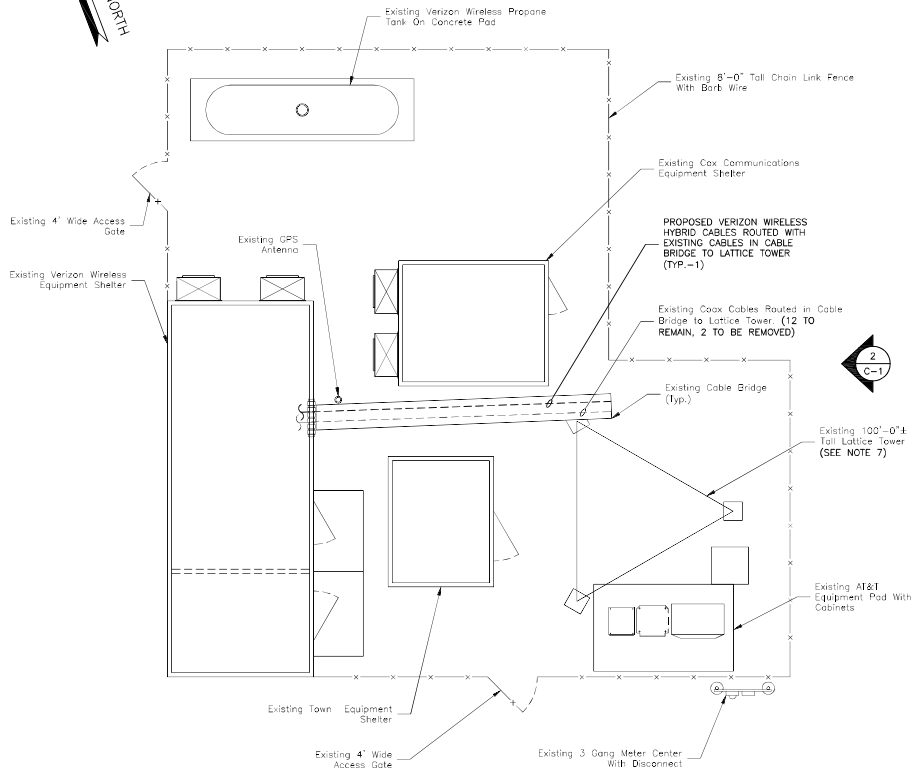 NORTH
Existing Verizon Wireless Propane
Tank On Concrete Pad
Existing 8'-0" Tall Chain Link Fence
With Barb Wire
Existing Cox Communications
Equipment Shelter
Existing 4' Wide Access
Gate
PROPOSED VERIZON WIRELESS
HYBRID CABLES ROUTED WITH
EXISTING CABLES IN CABLE
BRIDGE TO LATTICE TOWER
(TYP.-1)
Existing GPS
Antenna
Existing Verizon Wireless
Equipment Shelter
Existing Coax Cables Routed in Cable
Bridge to Lattice Tower. (12 TO
REMAIN, 2 TO BE REMOVED)
2
C-1
Existing Cable Bridge
(Typ.)
Existing 100'-0"±
Tall Lattice Tower
(SEE NOTE 7)
Existing AT&T
Equipment Pad With
Cabinets
Existing Town Equipment
Shelter
Existing 4' Wide
Access Gate
Existing 3 Gang Meter Center
With Disconnect